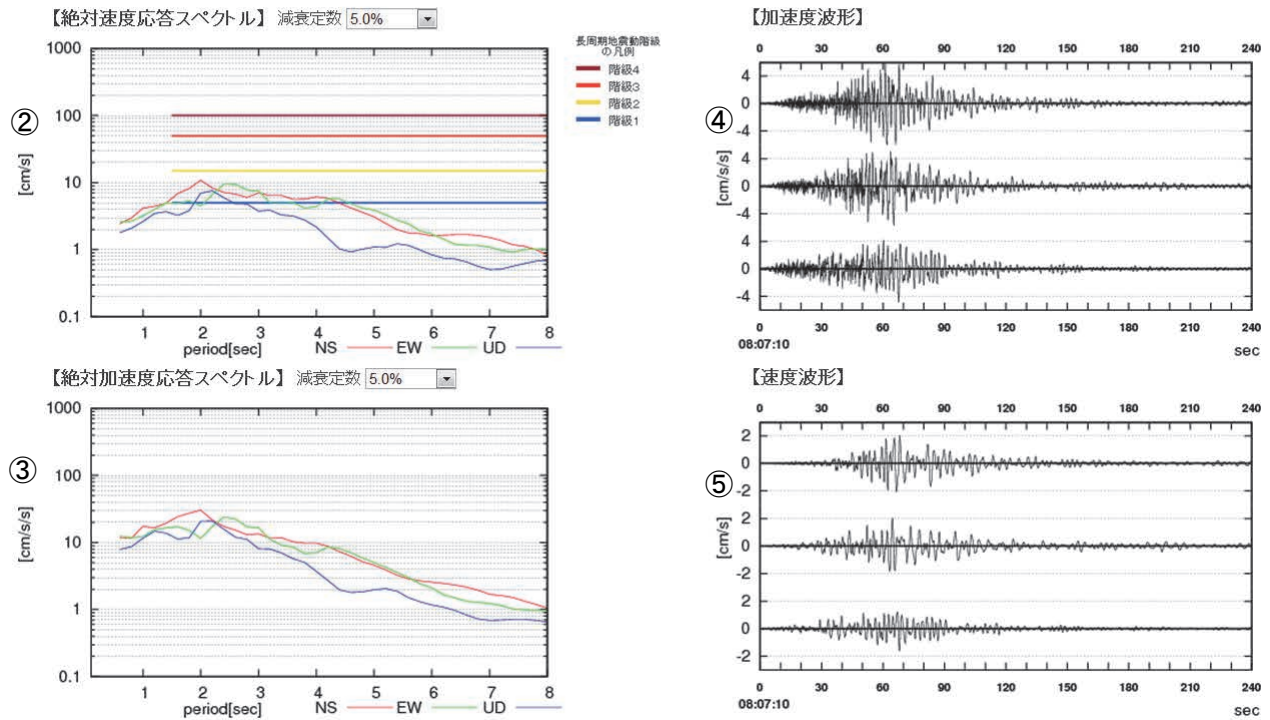 【絶対速度応答スペクトル】 減衰定数 5.0%
②
1000
100
10
1
0.1
[cm/s]
1 2 3 4 5 6 7 8
period[sec] NS EW UD
長周期地震動階級
の凡例
階級4
階級3
階級2
階級1
【絶対加速度応答スペクトル】 減衰定数 5.0%
③
1000
100
10
1
0.1
[cm/s/s]
1 2 3 4 5 6 7 8
period[sec] NS EW UD
【加速度波形】
④
0 30 60 90 120 150 180 210 240
4
0
-4
4
0
-4
4
0
-4
[cm/s/s]
0 30 60 90 120 150 180 210 240
08:07:10 sec
【速度波形】
⑤
0 30 60 90 120 150 180 210 240
2
0
-2
2
0
-2
2
0
-2
[cm/s]
0 30 60 90 120 150 180 210 240
08:07:10 sec